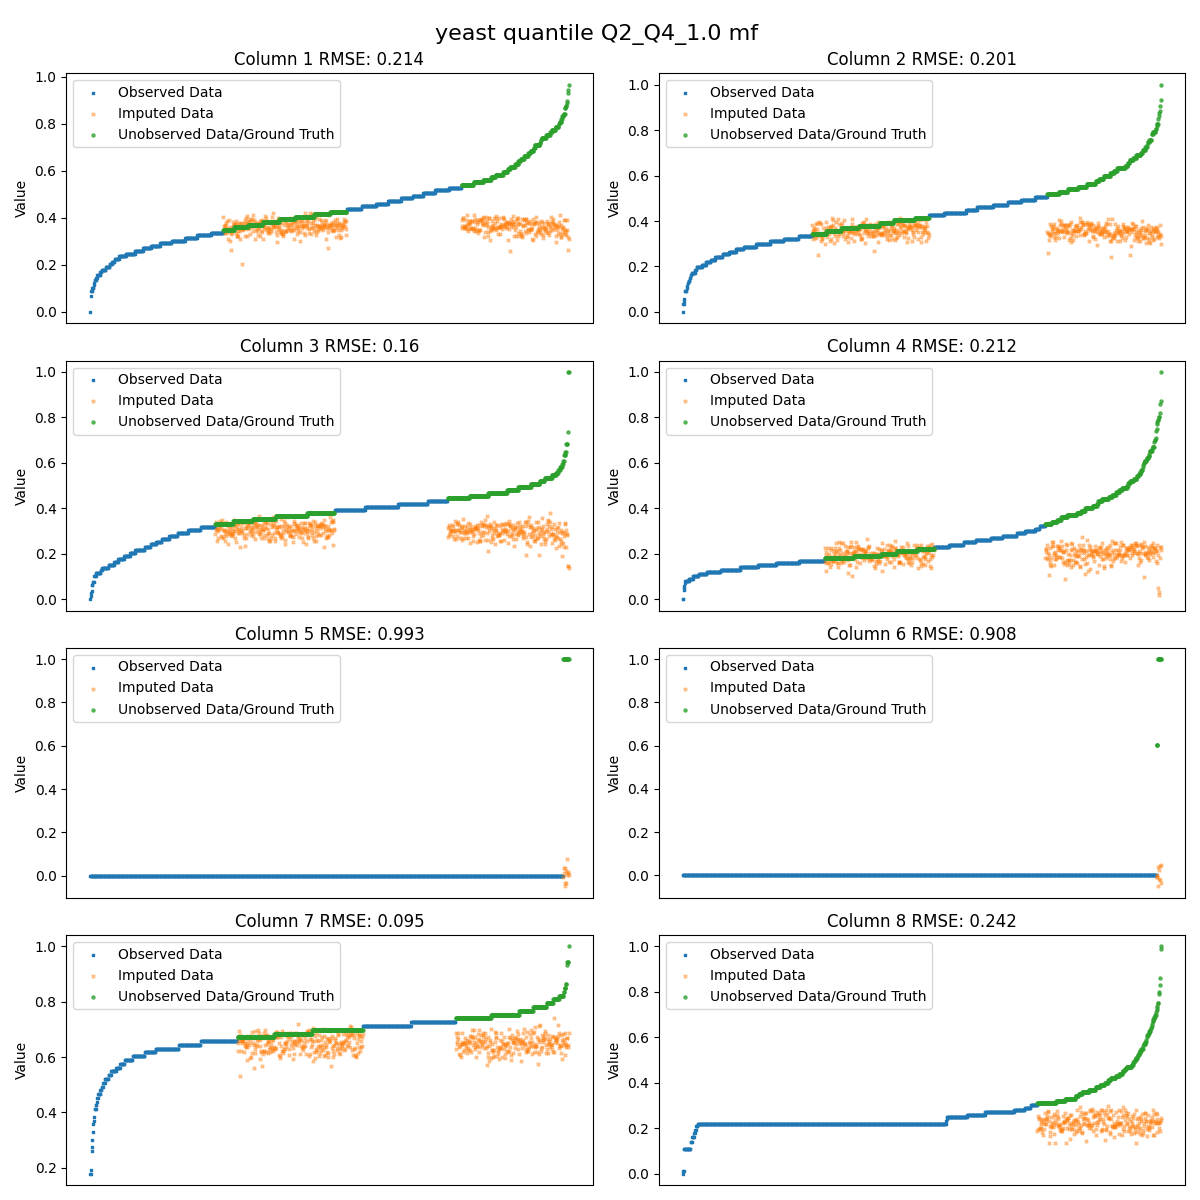 yeast quantile Q2_Q4_1.0 mf
Column 1 RMSE: 0.214
1.0
0.8
0.6
0.4
0.2
0.0
Value
Observed Data
Imputed Data
Unobserved Data/Ground Truth
Column 2 RMSE: 0.201
1.0
0.8
0.6
0.4
0.2
0.0
Value
Observed Data
Imputed Data
Unobserved Data/Ground Truth
Column 3 RMSE: 0.16
1.0
0.8
0.6
0.4
0.2
0.0
Value
Observed Data
Imputed Data
Unobserved Data/Ground Truth
Column 4 RMSE: 0.212
1.0
0.8
0.6
0.4
0.2
0.0
Value
Observed Data
Imputed Data
Unobserved Data/Ground Truth
Column 5 RMSE: 0.993
1.0
0.8
0.6
0.4
0.2
0.0
Value
Observed Data
Imputed Data
Unobserved Data/Ground Truth
Column 6 RMSE: 0.908
1.0
0.8
0.6
0.4
0.2
0.0
Value
Observed Data
Imputed Data
Unobserved Data/Ground Truth
Column 7 RMSE: 0.095
1.0
0.8
0.6
0.4
0.2
Value
Observed Data
Imputed Data
Unobserved Data/Ground Truth
Column 8 RMSE: 0.242
1.0
0.8
0.6
0.4
0.2
0.0
Value
Observed Data
Imputed Data
Unobserved Data/Ground Truth